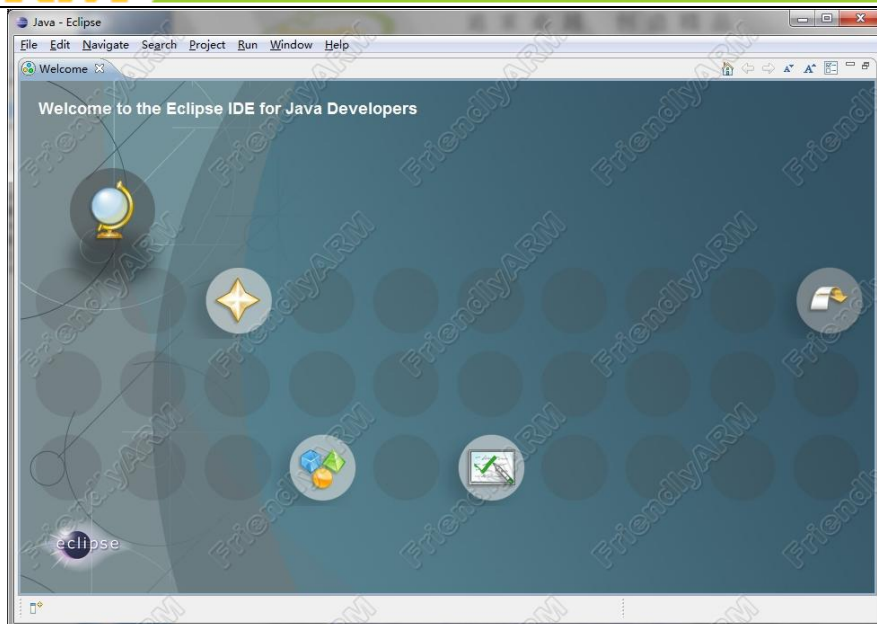 Java - Eclipse
File Edit Navigate Search Project Run Window Help
Welcome
Welcome to the Eclipse IDE for Java Developers
eclipse
FriendlyARM